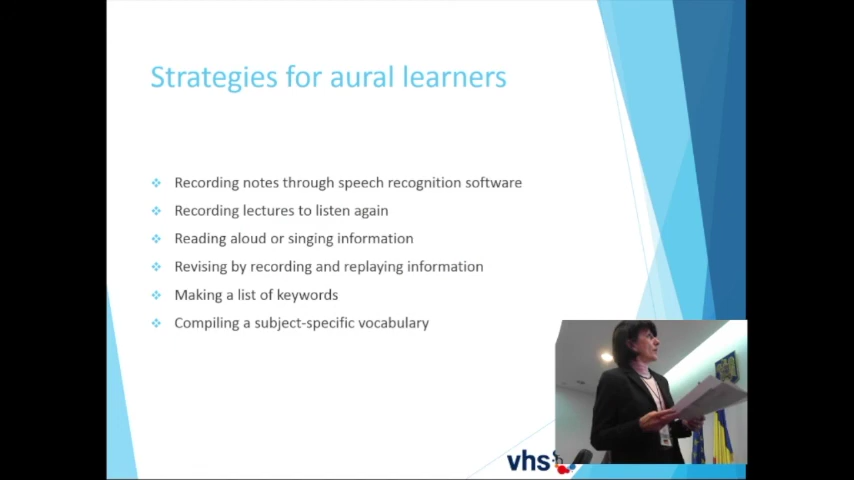 Strategies for aural learners
Recording notes through speech recognition software
Recording lectures to listen again
Reading aloud or singing information
Revising by recording and replaying information
Making a list of keywords
Compiling a subject-specific vocabulary
vhs